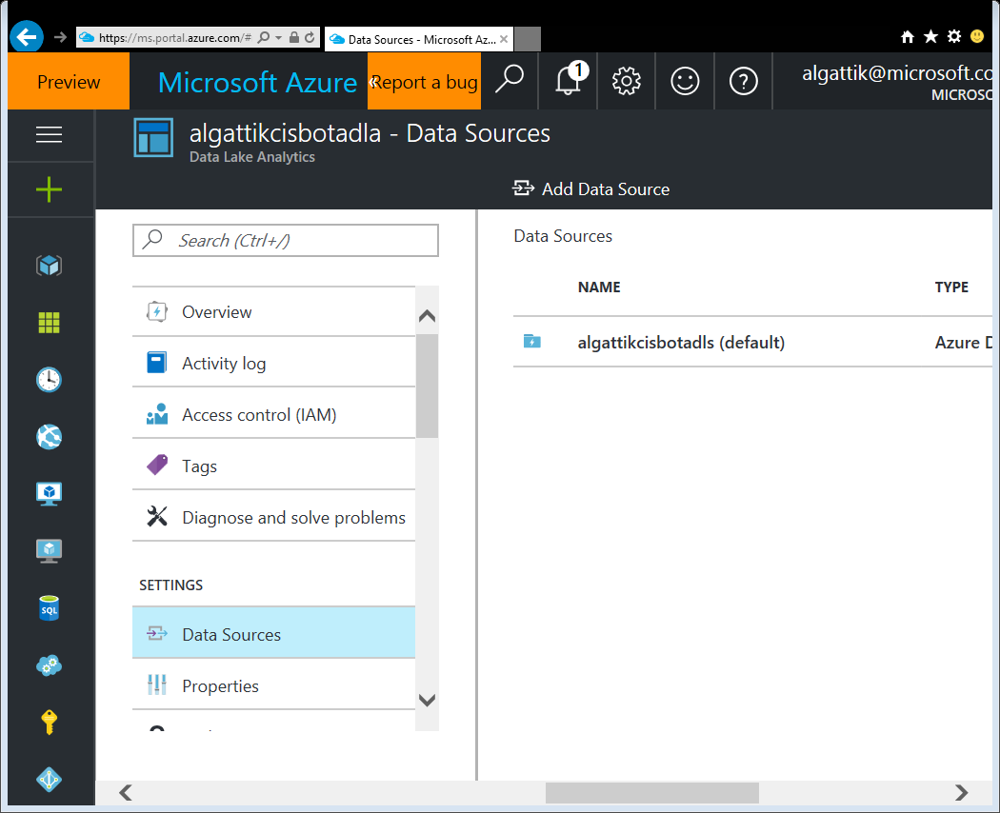 https://ms.portal.azure.com/#
Data Sources - Microsoft Az...
Preview
Microsoft Azure
Report a bug
1
algattik@microsoft.co
MICROSO
algattikcisbotadla - Data Sources
Data Lake Analytics
Add Data Source
Search (Ctrl+/)
Overview
Activity log
Access control (IAM)
Tags
Diagnose and solve problems
SETTINGS
Data Sources
Properties
SQL
Data Sources
NAME TYPE
algattikcisbotadls (default) Azure D